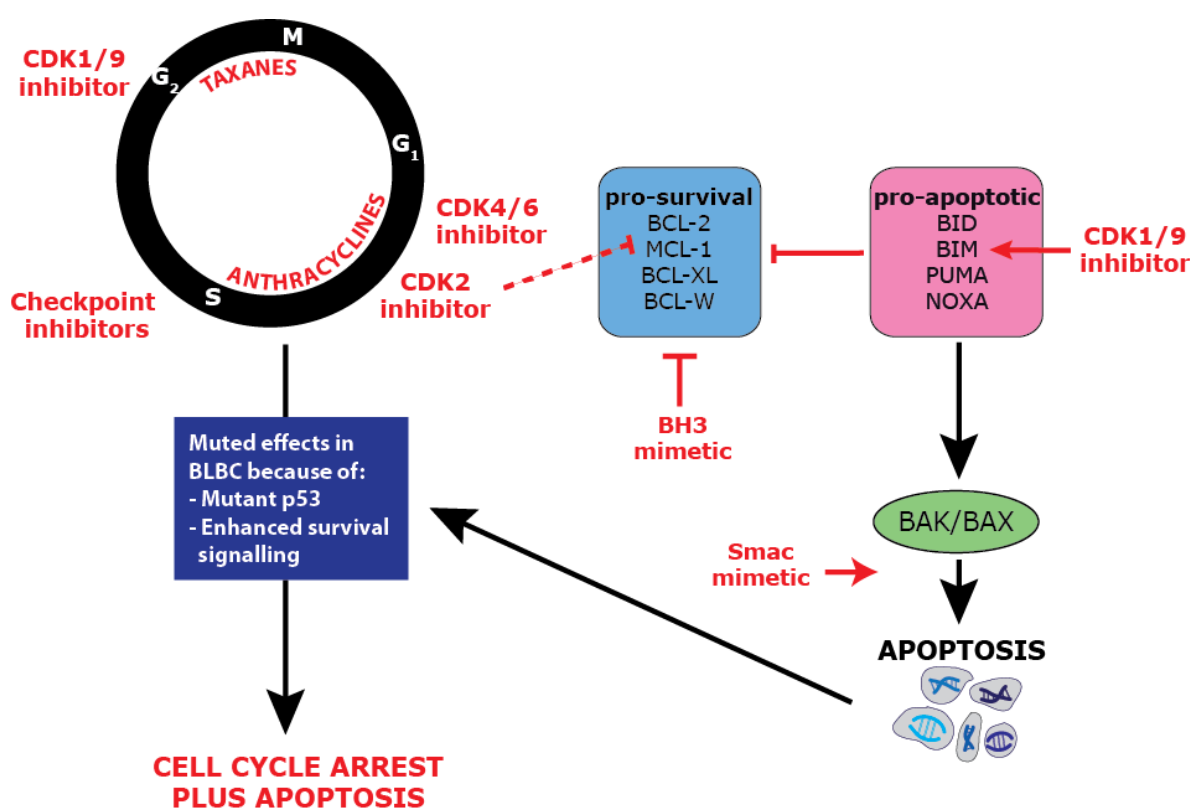 M
CDK1/9
inhibitor
G2
TAXANES
G1
CDK4/6
inhibitor
ANTHRACYCLINES
S
CDK2
inhibitor
Checkpoint
inhibitors
pro-survival
BCL-2
MCL-1
BCL-XL
BCL-W
pro-apoptotic
BID
BIM
PUMA
NOXA
CDK1/9
inhibitor
BH3
mimetic
Muted effects in
BLBC because of:
- Mutant p53
- Enhanced survival
signalling
BAK/BAX
Smac
mimetic
APOPTOSIS
CELL CYCLE ARREST
PLUS APOPTOSIS